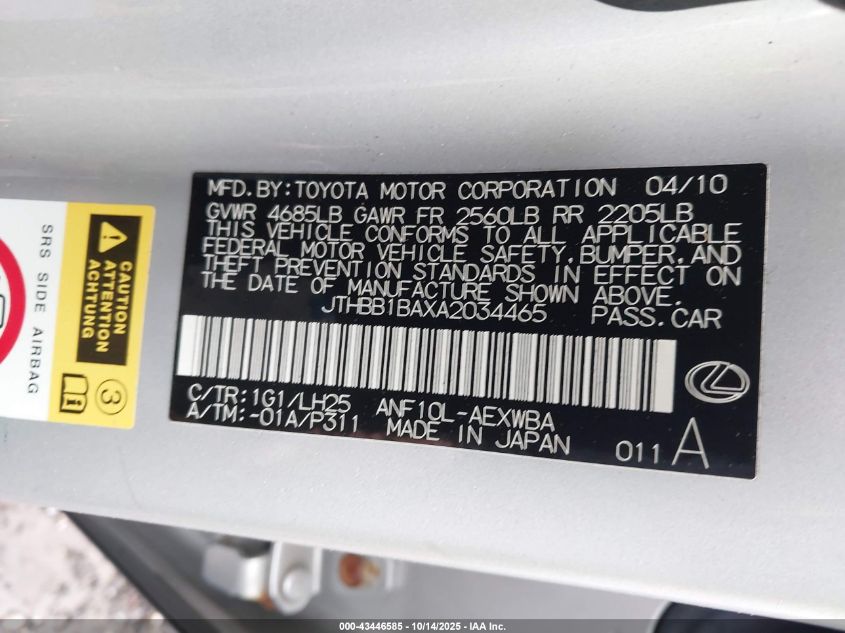 MFD. BY: TOYOTA MOTOR CORPORATION 04/10
GVWR 4685LB GAWR FR 2560LB RR 2205LB
THIS VEHICLE CONFORMS TO ALL APPLICABLE
FEDERAL MOTOR VEHICLE SAFETY, BUMPER, AND
THEFT PREVENTION STANDARDS IN EFFECT ON
THE DATE OF MANUFACTURE SHOWN ABOVE.
JTHBB1BAXA2034465 PASS. CAR
C/TR: 1G1/LH25 ANF10L-AEXWBA
A/TM: -01A/P311 MADE IN JAPAN
011 A
CAUTION
ATTENTION
ACHTUNG
SRS SIDE AIRBAG
3
000-43446585 - 10/14/2025 - IAA Inc.